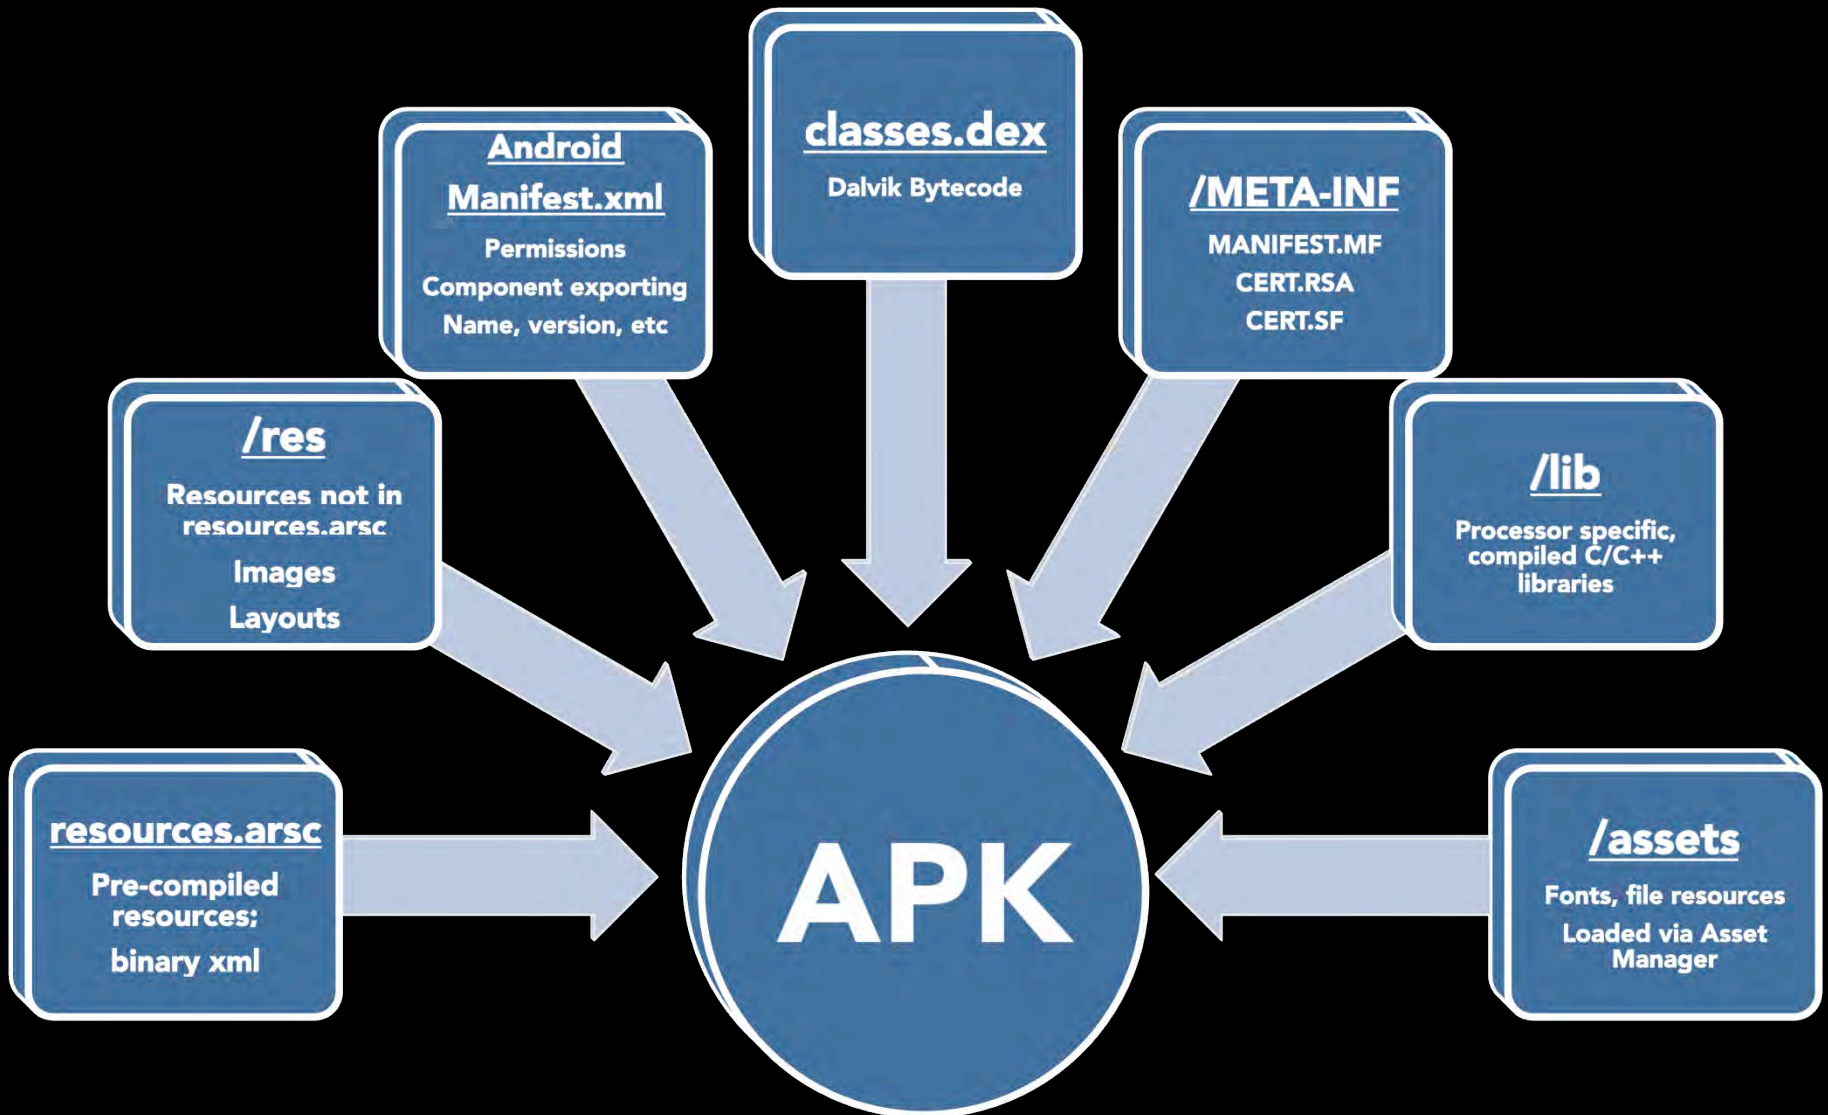 classes.dex
Dalvik Bytecode
Android
Manifest.xml
Permissions
Component exporting
Name, version, etc
/META-INF
MANIFEST.MF
CERT.RSA
CERT.SF
/res
Resources not in
resources.arsc
Images
Layouts
/lib
Processor specific,
compiled C/C++
libraries
resources.arsc
Pre-compiled
resources;
binary xml
APK
/assets
Fonts, file resources
Loaded via Asset
Manager